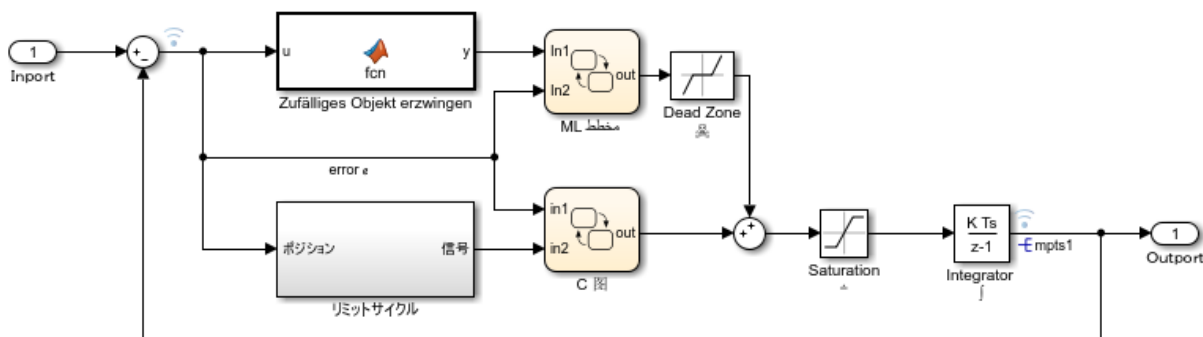 1
Inport
u
fcn
y
Zufälliges Objekt erzwingen
In1
In2
out
ML مخطط
Dead Zone
error e
ポジション
信号
リミットサイクル
in1
in2
out
C 图
Saturation
K Ts
z-1
Integrator
∫
mpts1
1
Outport